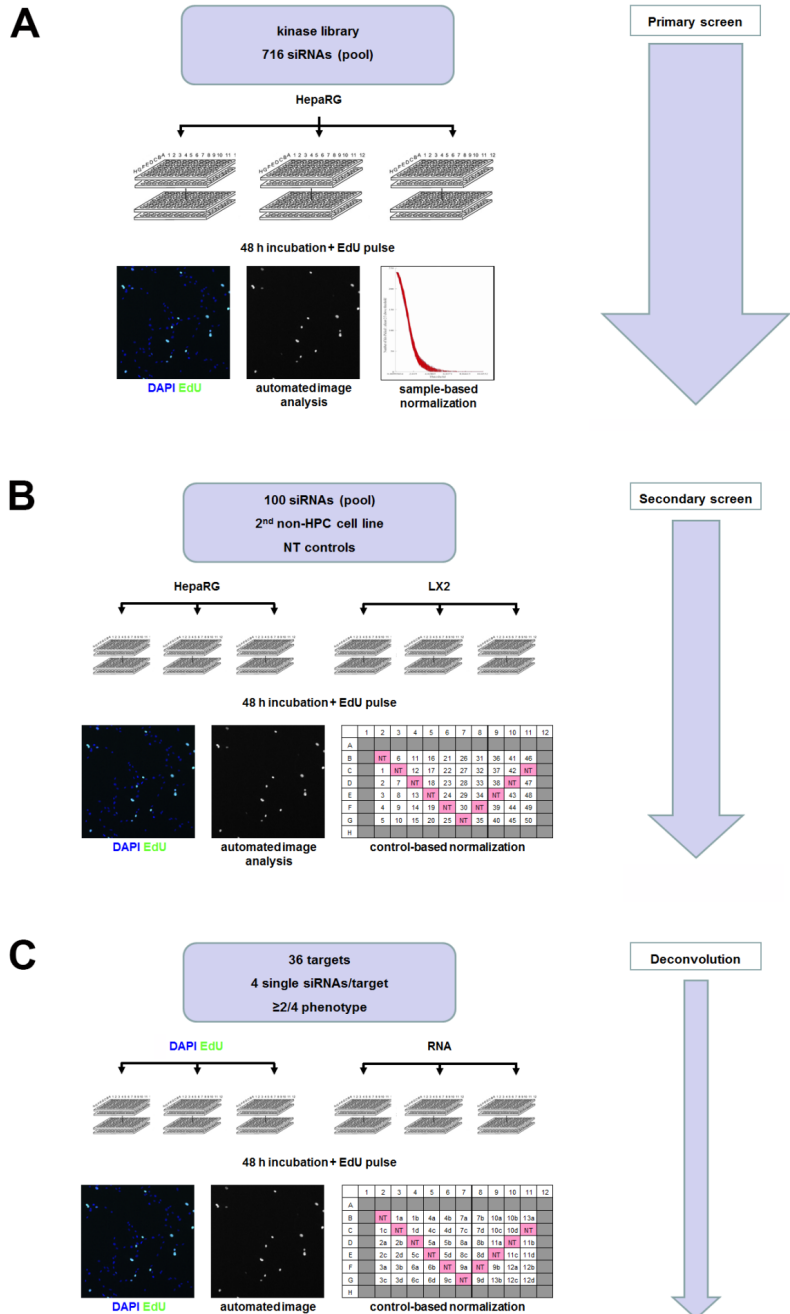 A
kinase library
716 siRNAs (pool)
Primary screen
HepaRG
48 h incubation + EdU pulse
DAPI EdU
automated image
analysis
sample-based
normalization
B
100 siRNAs (pool)
2nd non-HPC cell line
NT controls
Secondary screen
HepaRG
LX2
48 h incubation + EdU pulse
1 2 3 4 5 6 7 8 9 10 11 12
A
B NT 6 11 16 21 26 31 36 41 46
C 1 NT 12 17 22 27 32 37 42 NT
D 2 7 NT 18 23 28 33 38 NT 47
E 3 8 13 NT 24 29 34 NT 43 48
F 4 9 14 19 NT 30 NT 39 44 49
G 5 10 15 20 25 NT 35 40 45 50
H
DAPI EdU
automated image
analysis
control-based normalization
C
36 targets
4 single siRNAs/target
≥2/4 phenotype
Deconvolution
DAPI EdU
RNA
48 h incubation + EdU pulse
1 2 3 4 5 6 7 8 9 10 11 12
A
B NT 1a 1b 4a 4b 7a 7b 10a 10b 13a
C 1c NT 1d 4c 4d 7c 7d 10c 10d NT
D 2a 2b NT 5a 5b 8a 8b 11a NT 11b
E 2c 2d 5c NT 5d 8c 8d NT 11c 11d
F 3a 3b 6a 6b NT 9a NT 9b 12a 12b
G 3c 3d 6c 6d 9c NT 9d 13b 12c 12d
H
DAPI EdU
automated image
control-based normalization